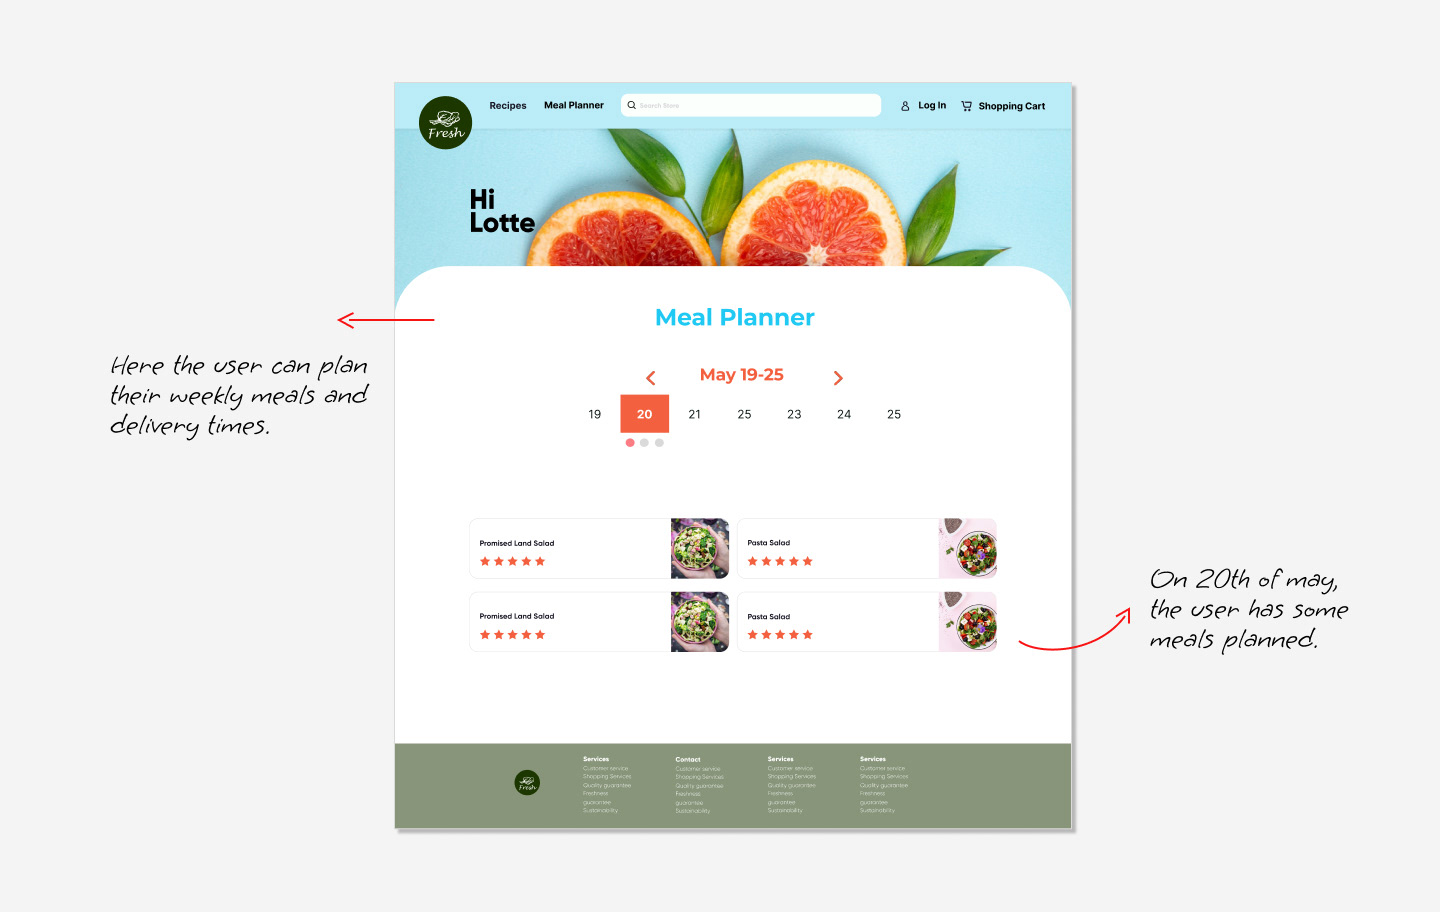 Fresh
Recipes
Meal Planner
Search Store
Log In
Shopping Cart
Hi
Lotte
Meal Planner
May 19-25
19 20 21 25 23 24 25
Here the user can plan
their weekly meals and
delivery times.
Promised Land Salad
Pasta Salad
Promised Land Salad
Pasta Salad
On 20th of may,
the user has some
meals planned.
Fresh
Services
Customer service
Shopping Services
Quality guarantee
Freshness
guarantee
Sustainability
Contact
Customer service
Shopping Services
Quality guarantee
Freshness
guarantee
Sustainability
Services
Customer service
Shopping Services
Quality guarantee
Freshness
guarantee
Sustainability
Services
Customer service
Shopping Services
Quality guarantee
Freshness
guarantee
Sustainability